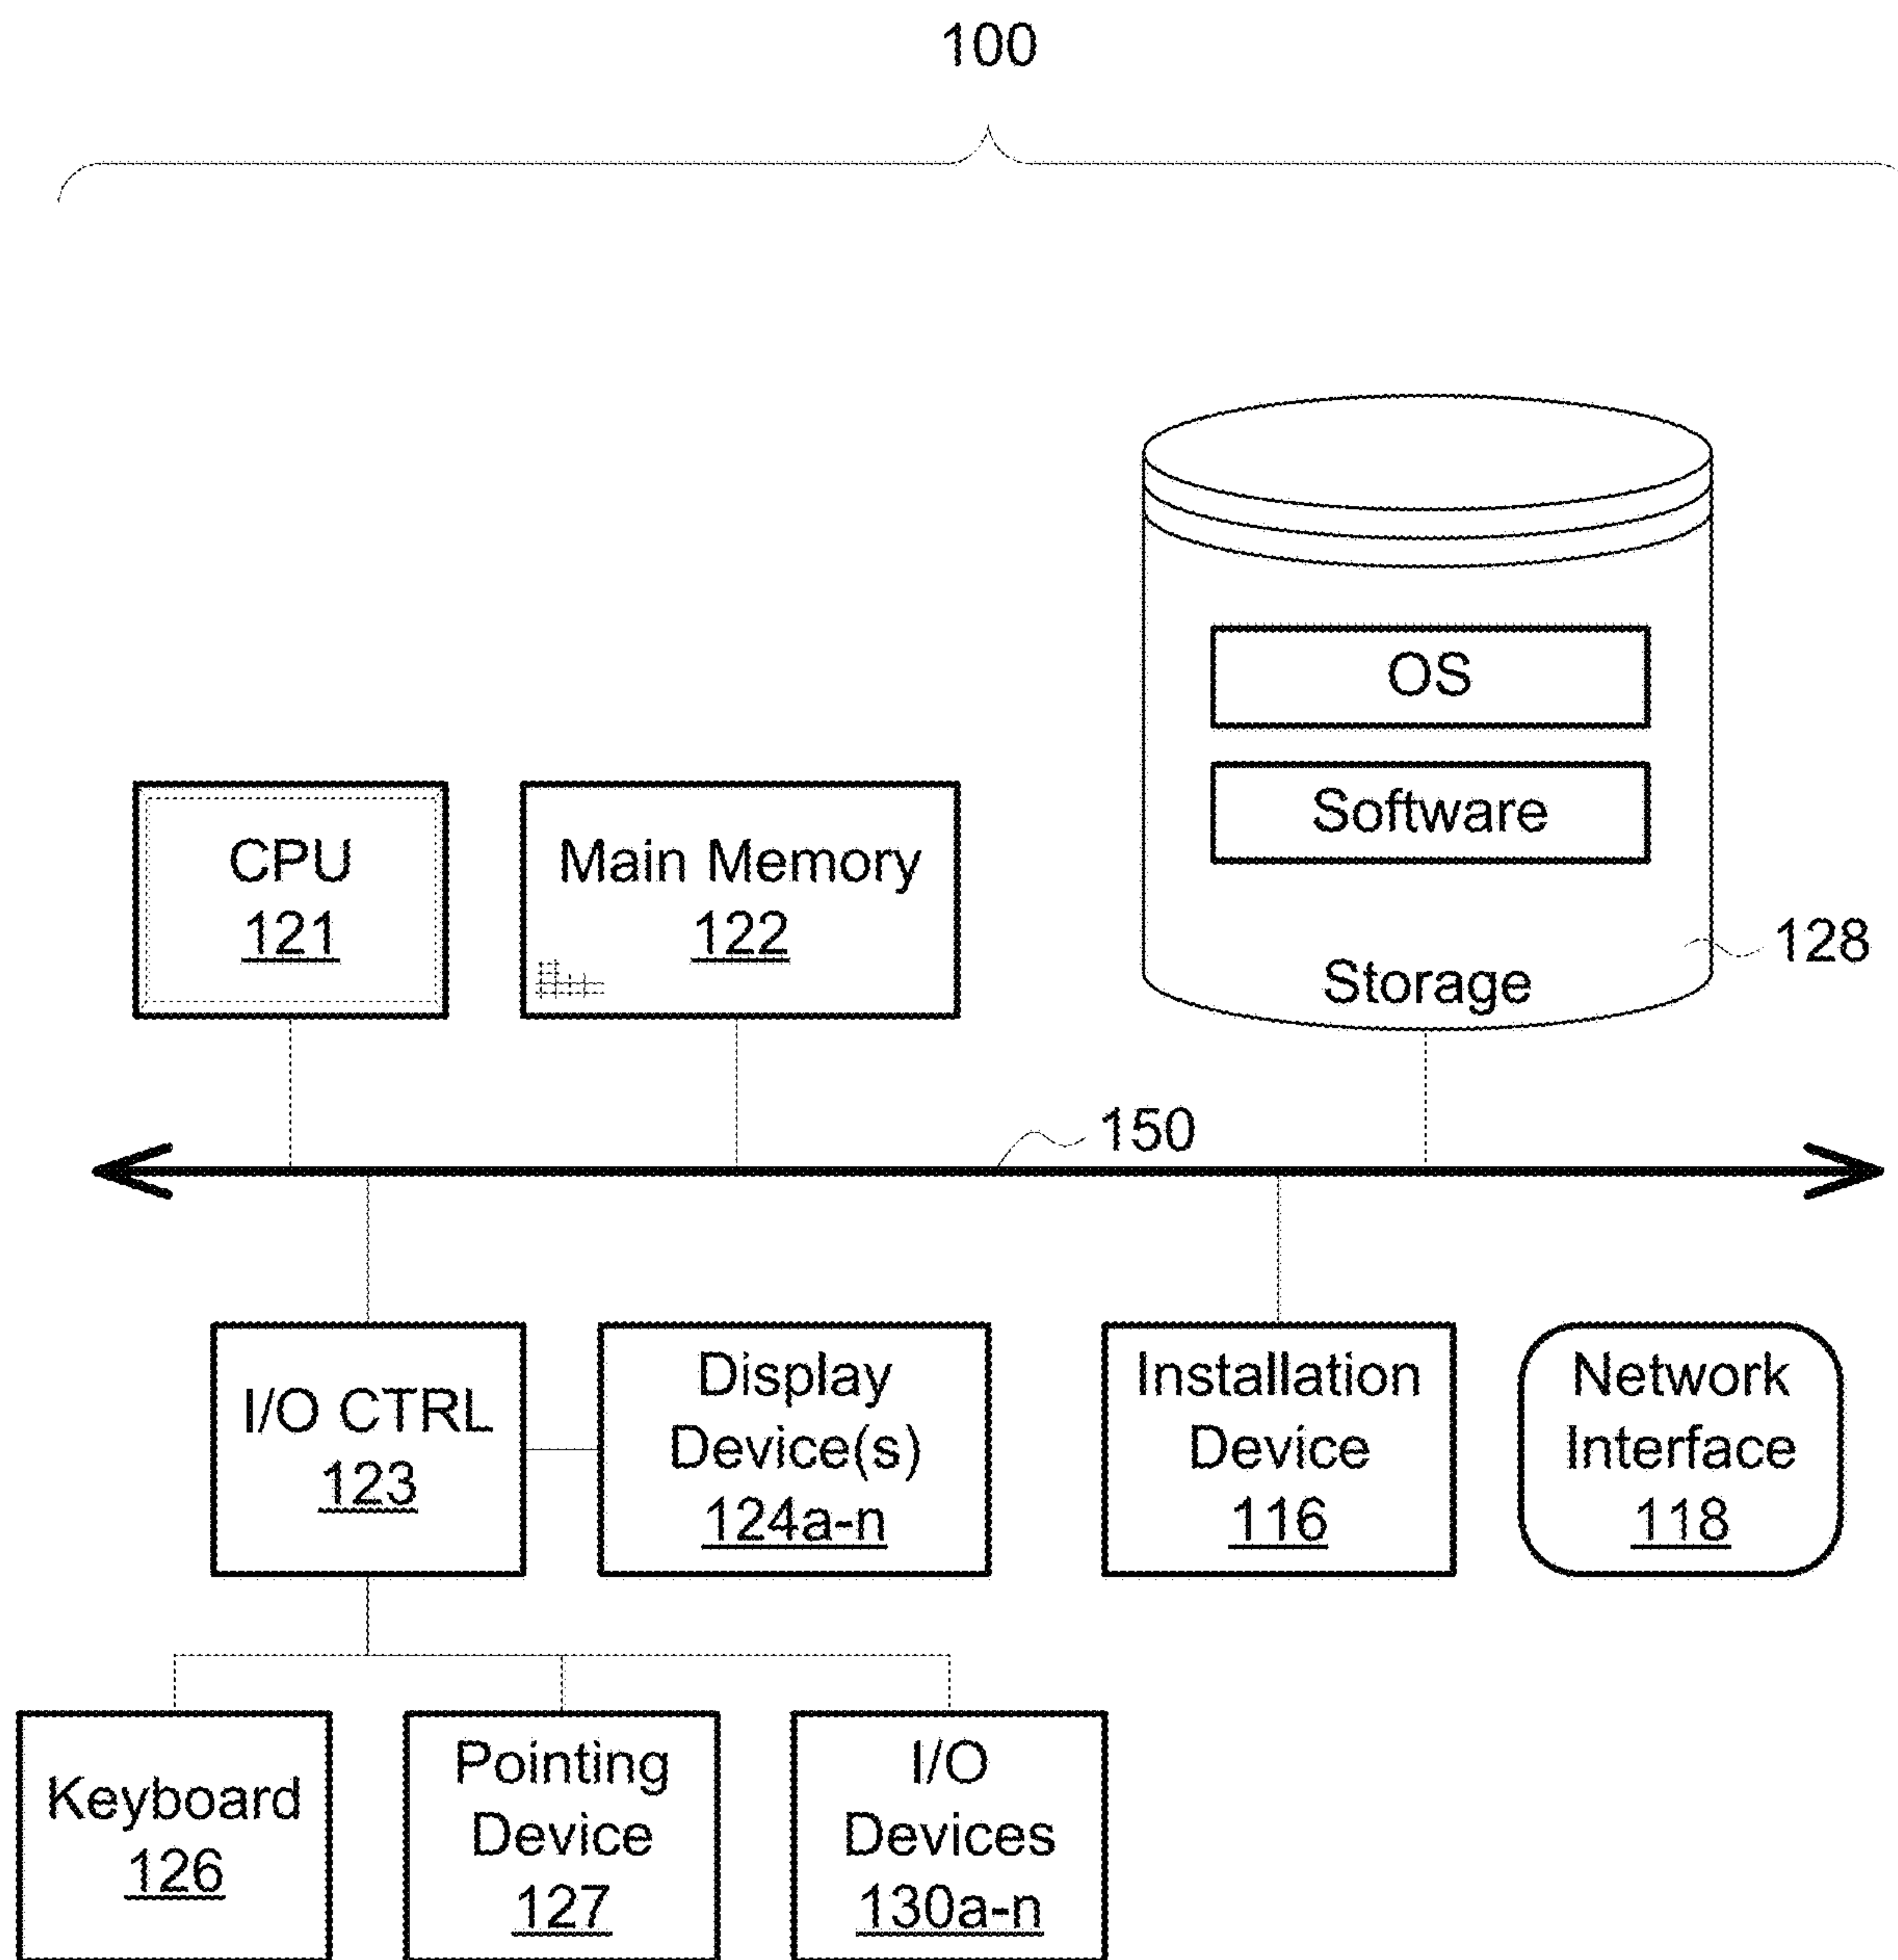 100
OS
Software
Storage
128
CPU
121
Main Memory
122
150
I/O CTRL
123
Display
Device(s)
124a-n
Installation
Device
116
Network
Interface
118
Keyboard
126
Pointing
Device
127
I/O
Devices
130a-n